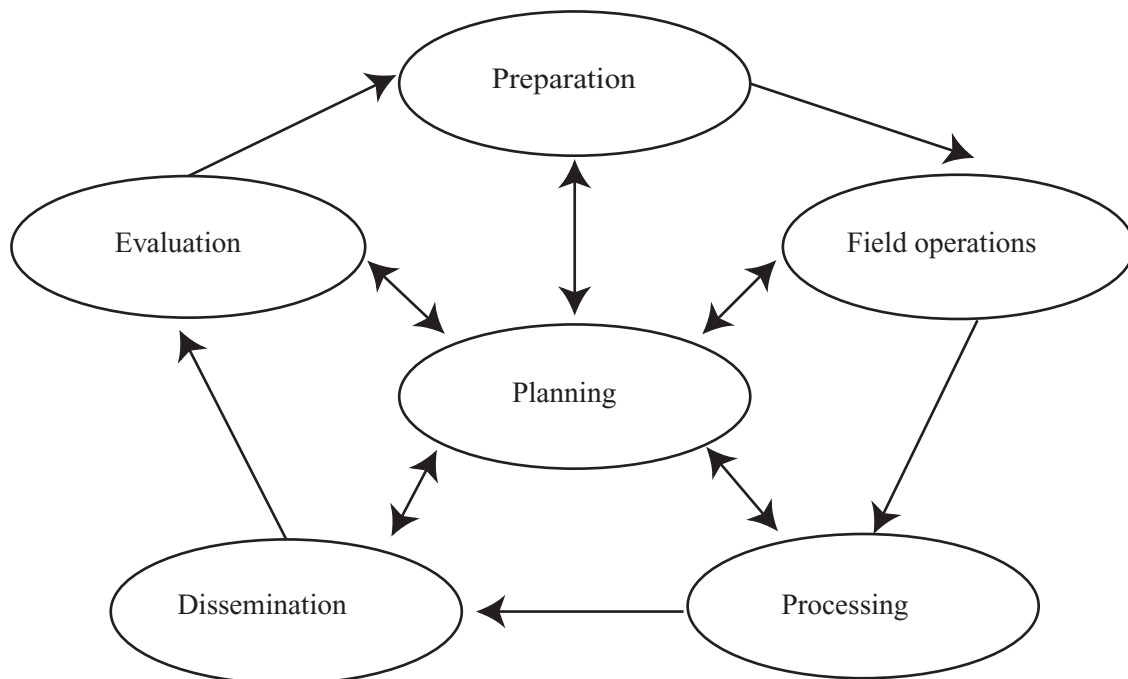 Preparation
Evaluation
Field operations
Planning
Dissemination
Processing